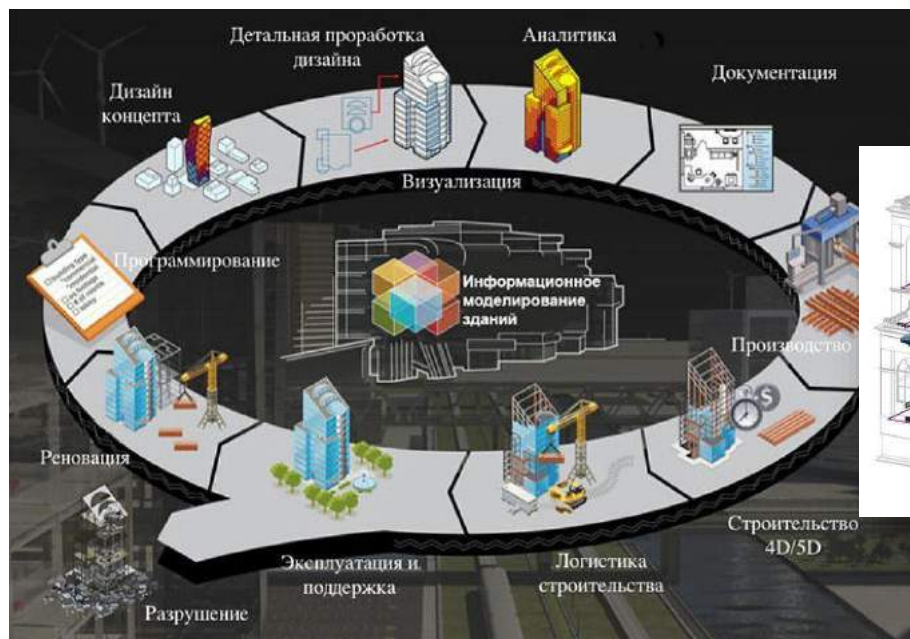 Детальная проработка
дизайна
Аналитика
Документация
Дизайн
концепта
Визуализация
Программирование
Информационное
моделирование
зданий
Производство
Реновация
Строительство
4D/5D
Эксплуатация и
поддержка
Логистика
строительства
Разрушение